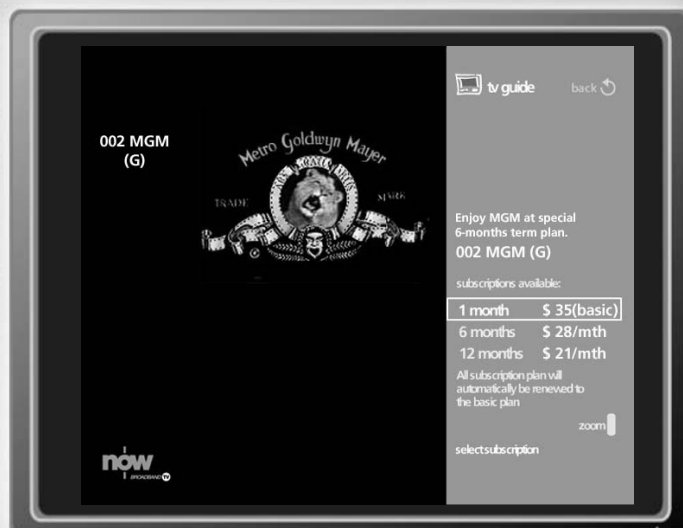 002 MGM
(G)
Metro Goldwyn Mayer
TRADE
MARK
now
BROADBAND TV
tv guide
back
Enjoy MGM at special
6-months term plan.
002 MGM (G)
subscriptions available:
1 month $ 35(basic)
6 months $ 28/mth
12 months $ 21/mth
All subscription plan will
automatically be renewed to
the basic plan
zoom
select subscription